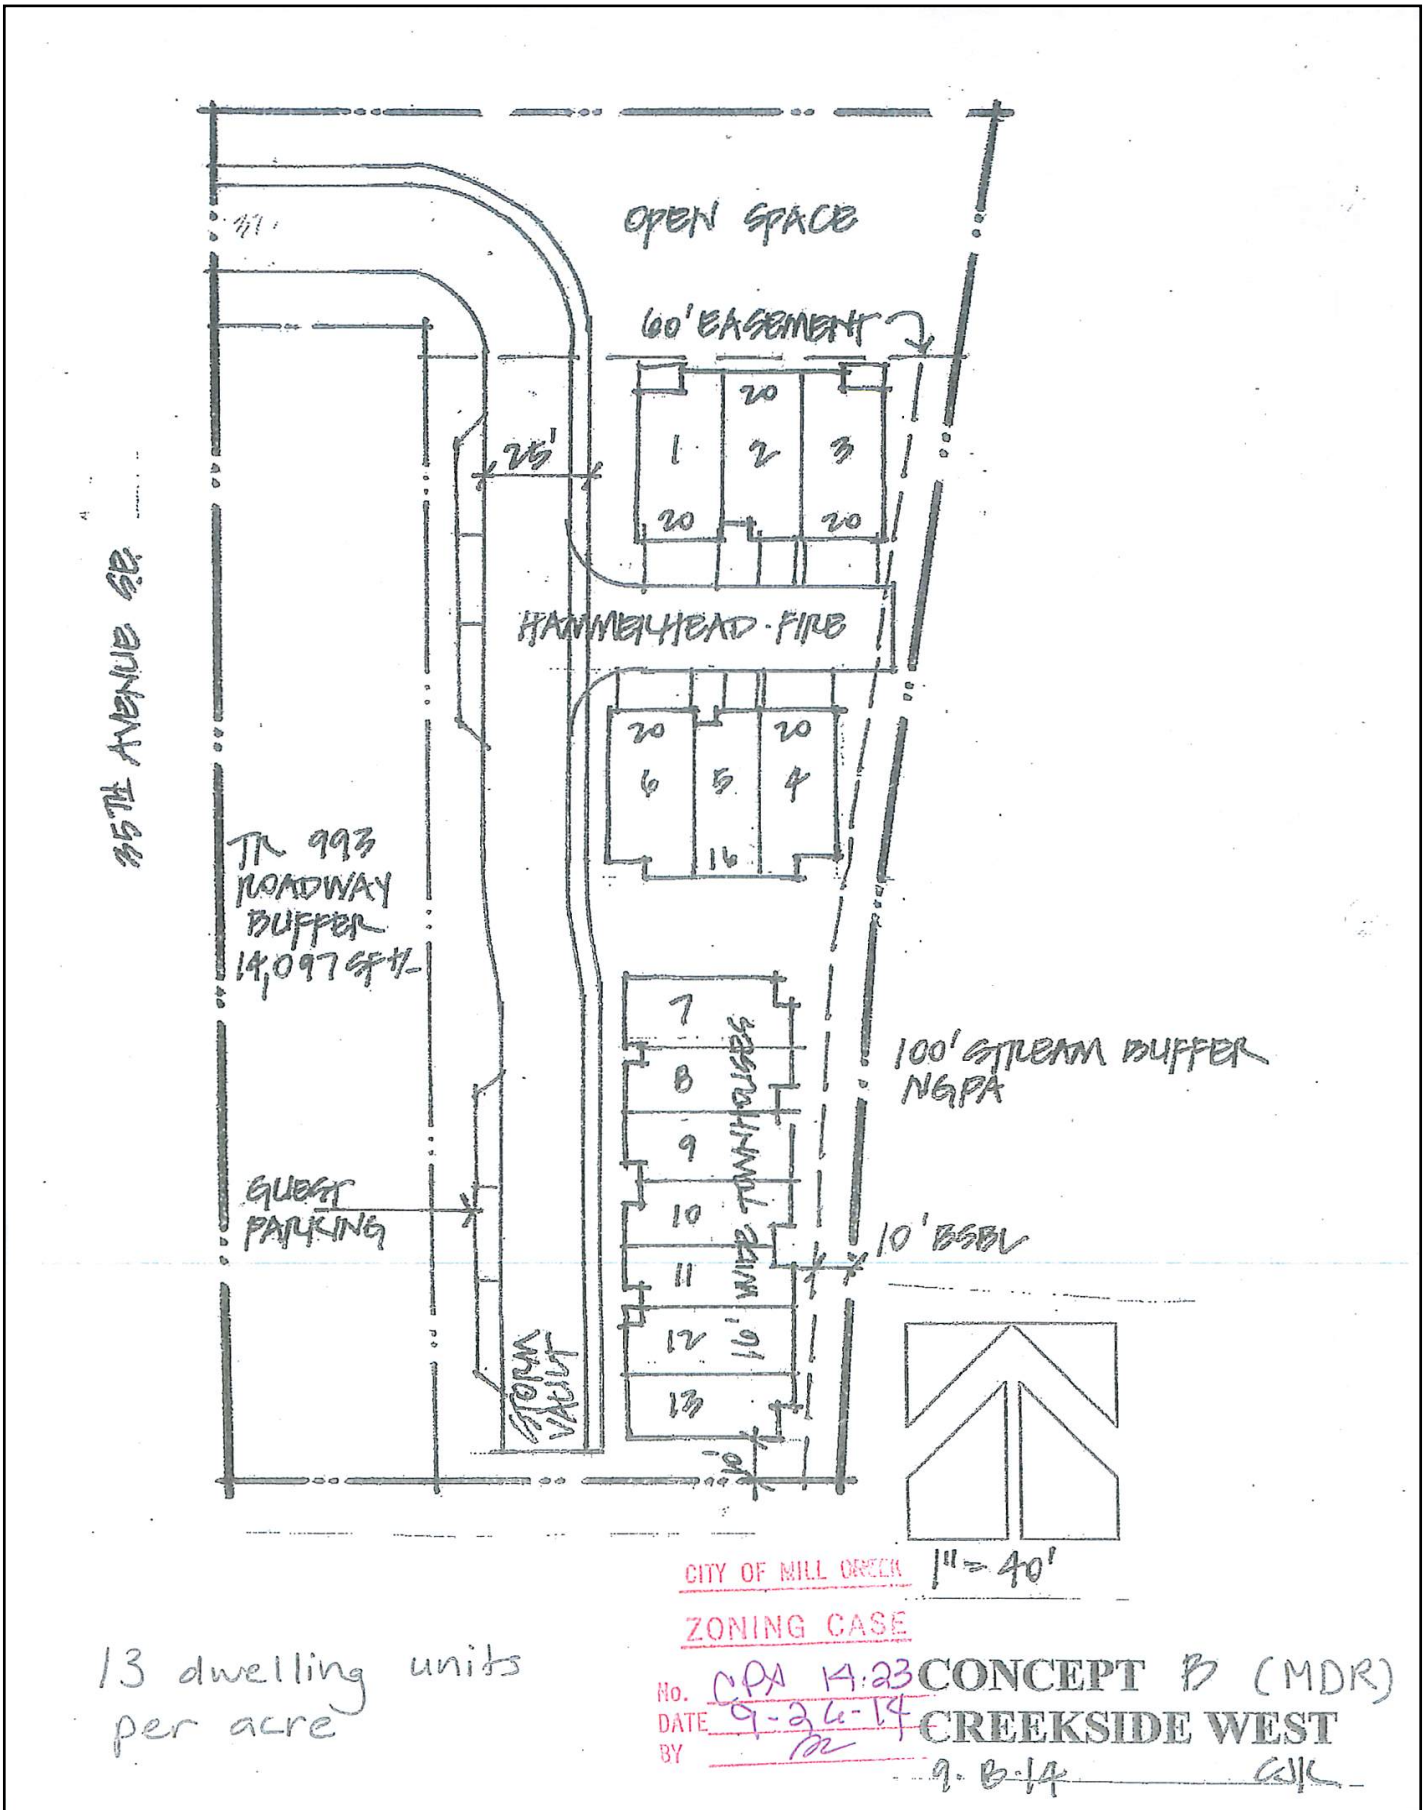 OPEN SPACE
60' EASEMENT
20
1
2
3
25'
20
20
HAMMERHEAD FIRE
35TH AVENUE SE
20
20
6
5
4
16
TR 993
ROADWAY
BUFFER
14,097 SF +/-
7
8
9
10
11
12
13
16' WIDE TOWNHOUSES
100' STREAM BUFFER
NGPA
GUEST
PARKING
10' BSBL
STORM
VAULT
10'
1" = 40'
CITY OF MILL CREEK
ZONING CASE
No. CPA 14-23
DATE 9-26-14
BY
13 dwelling units
per acre
CONCEPT B (MDR)
CREEKSIDE WEST
9.8.14